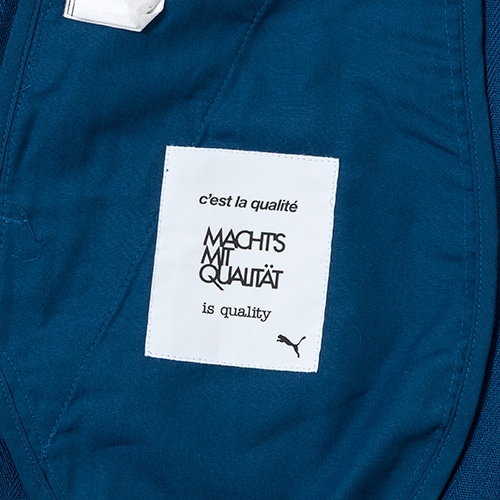 c'est la qualité
MACHT'S
MIT
QUALITÄT
is quality